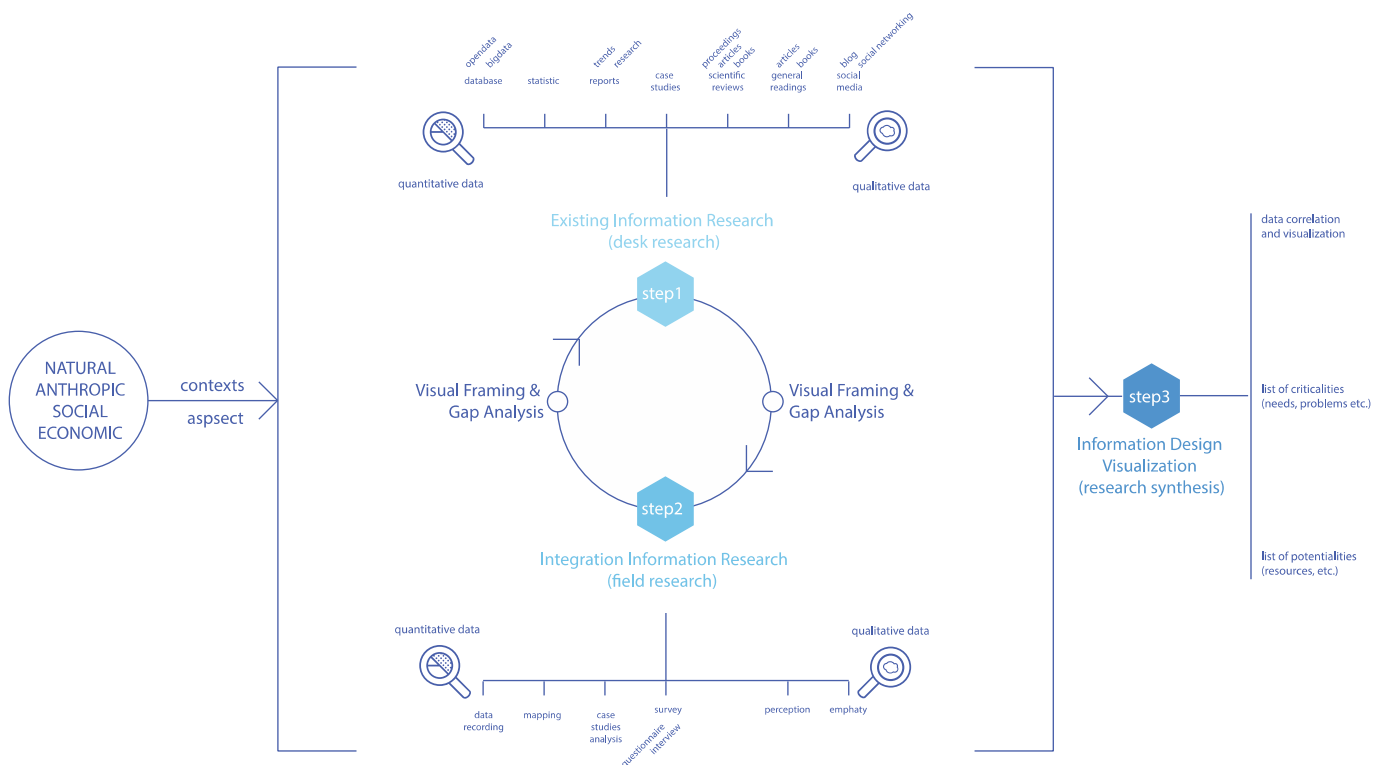 opendata
bigdata
database
statistic
trends
research
reports
case
studies
proceedings
articles
books
scientific
reviews
articles
books
general
readings
blog
social networking
social
media
quantitative data
qualitative data
Existing Information Research
(desk research)
step1
NATURAL
ANTHROPIC
SOCIAL
ECONOMIC
contexts
aspsect
Visual Framing &
Gap Analysis
Visual Framing &
Gap Analysis
step2
Integration Information Research
(field research)
quantitative data
qualitative data
data
recording
mapping
case
studies
analysis
survey
questionnaire
interview
perception
emphaty
step3
Information Design
Visualization
(research synthesis)
data correlation
and visualization
list of criticalities
(needs, problems etc.)
list of potentialities
(resources, etc.)